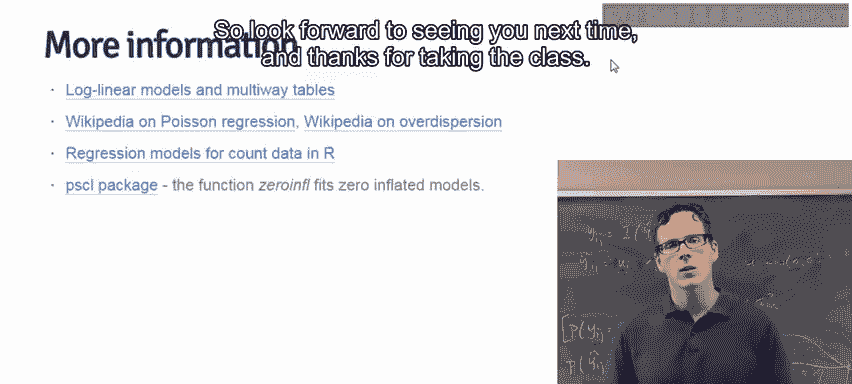 More information
So look forward to seeing you next time,
and thanks for taking the class.
· Log-linear models and multiway tables
· Wikipedia on Poisson regression, Wikipedia on overdispersion
· Regression models for count data in R
· pscl package - the function zeroinfl fits zero inflated models.